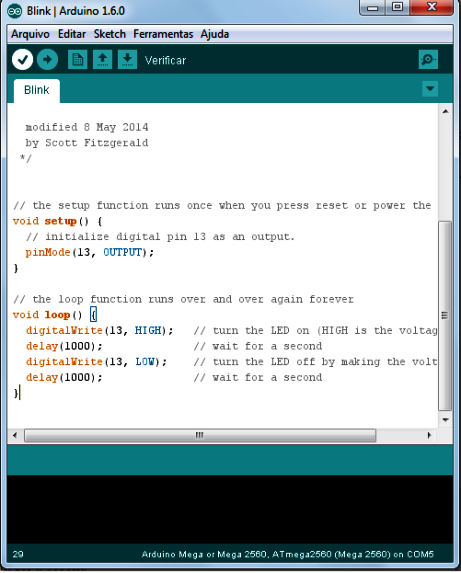 Blink | Arduino 1.6.0
Arquivo Editar Sketch Ferramentas Ajuda
Verificar
Blink
modified 8 May 2014
by Scott Fitzgerald
*/
// the setup function runs once when you press reset or power the
void setup() {
// initialize digital pin 13 as an output.
pinMode(13, OUTPUT);
}
// the loop function runs over and over again forever
void loop() {
digitalWrite(13, HIGH);   // turn the LED on (HIGH is the voltag
delay(1000);              // wait for a second
digitalWrite(13, LOW);    // turn the LED off by making the volt
delay(1000);              // wait for a second
}
29 Arduino Mega or Mega 2560, ATmega2560 (Mega 2560) on COM5